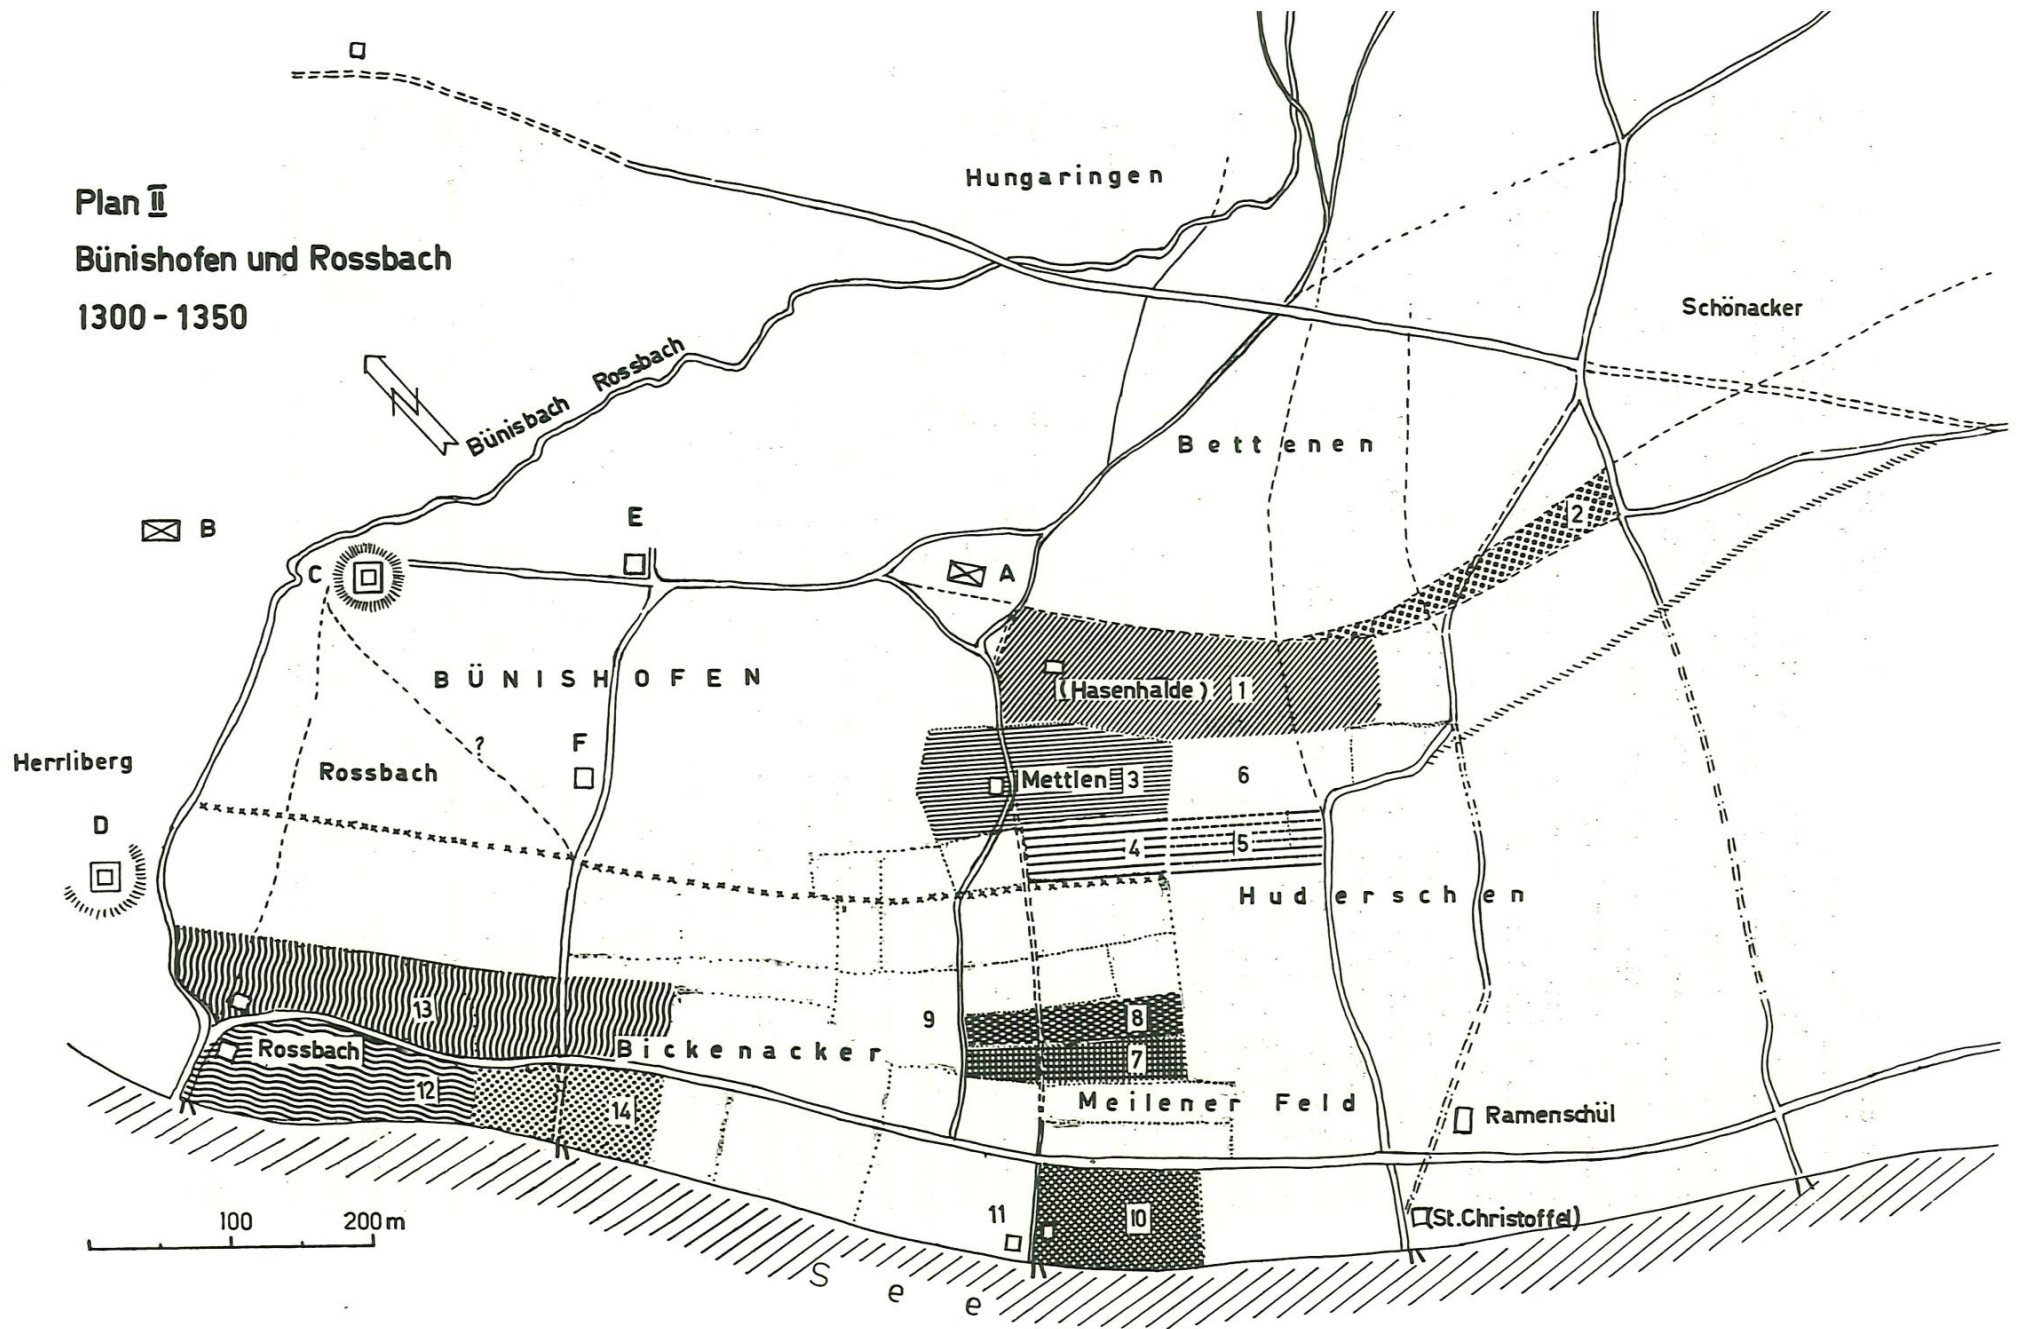 Plan II
Bünishofen und Rossbach
1300 - 1350
Hungaringen
Schönacker
N
Bünisbach Rossbach
Bettenen
B
E
2
C
A
BÜNISHOFEN
(Hasenhalde) 1
?
F
Herrliberg
Rossbach
Mettlen 3
6
D
4
5
Huderschen
13
9
8
Rossbach
Bickenacker
7
12
14
Meilener Feld
Ramenschül
100
200 m
11
10
(St. Christoffel)
See